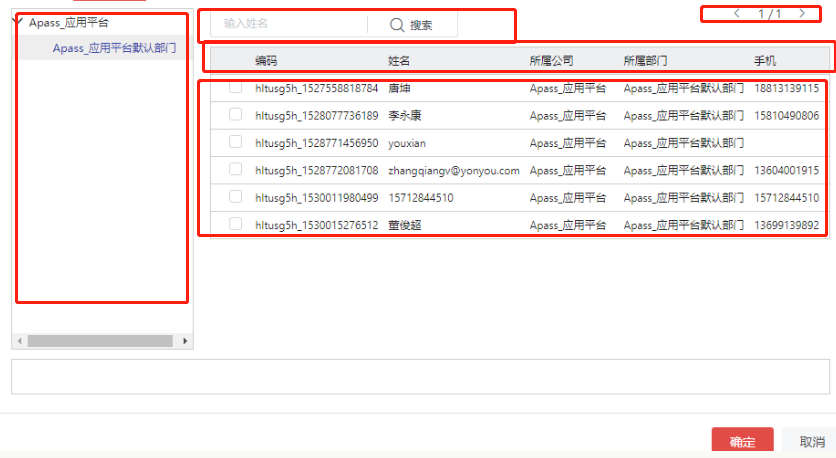 Apass_应用平台
Apass_应用平台默认部门
输入姓名 搜索
1 / 1
编码 姓名 所属公司 所属部门 手机
hltusg5h_1527558818784 唐坤 Apass_应用平台 Apass_应用平台默认部门 18813139115
hltusg5h_1528077736189 李永康 Apass_应用平台 Apass_应用平台默认部门 15810490806
hltusg5h_1528771456950 youxian Apass_应用平台 Apass_应用平台默认部门
hltusg5h_1528772081708 zhangqiangv@yonyou.com Apass_应用平台 Apass_应用平台默认部门 13604001915
hltusg5h_1530011980499 15712844510 Apass_应用平台 Apass_应用平台默认部门 15712844510
hltusg5h_1530015276512 董俊超 Apass_应用平台 Apass_应用平台默认部门 13699139892
确定 取消